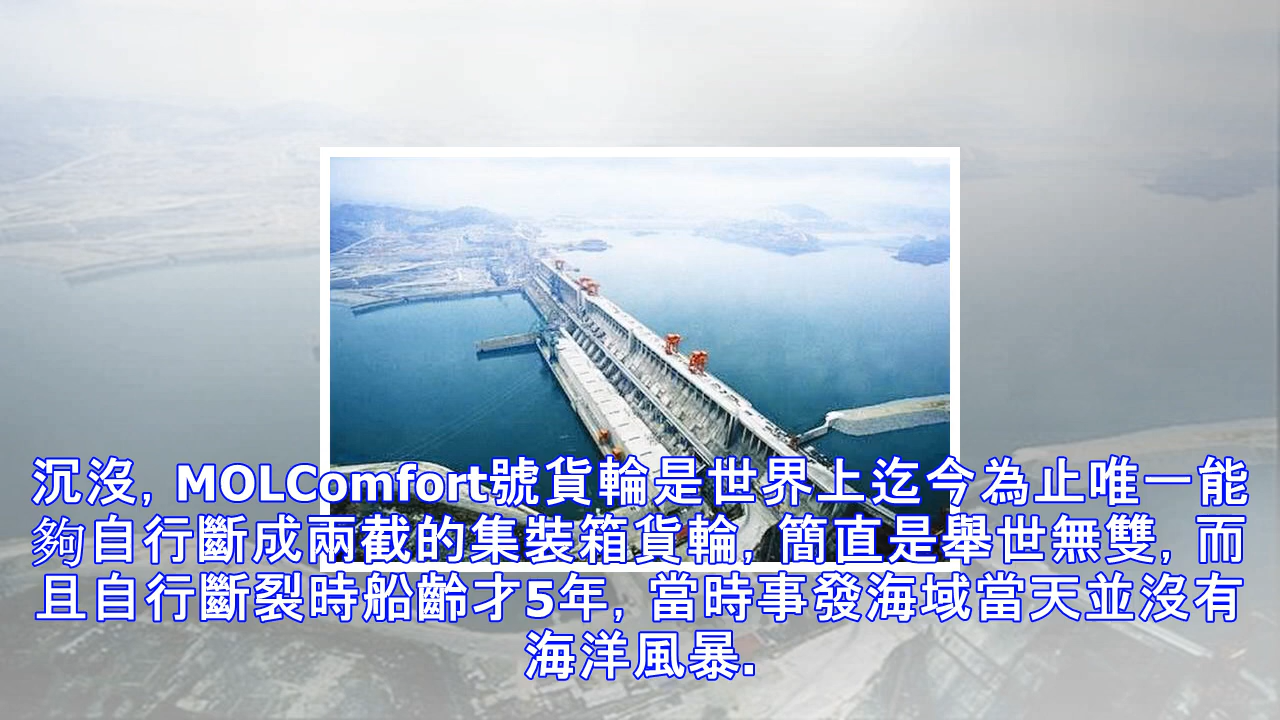 沉沒, MOLComfort號貨輪是世界上迄今為止唯一能
夠自行斷成兩截的集裝箱貨輪, 簡直是舉世無雙, 而
且自行斷裂時船齡才5年, 當時事發海域當天並沒有
海洋風暴.